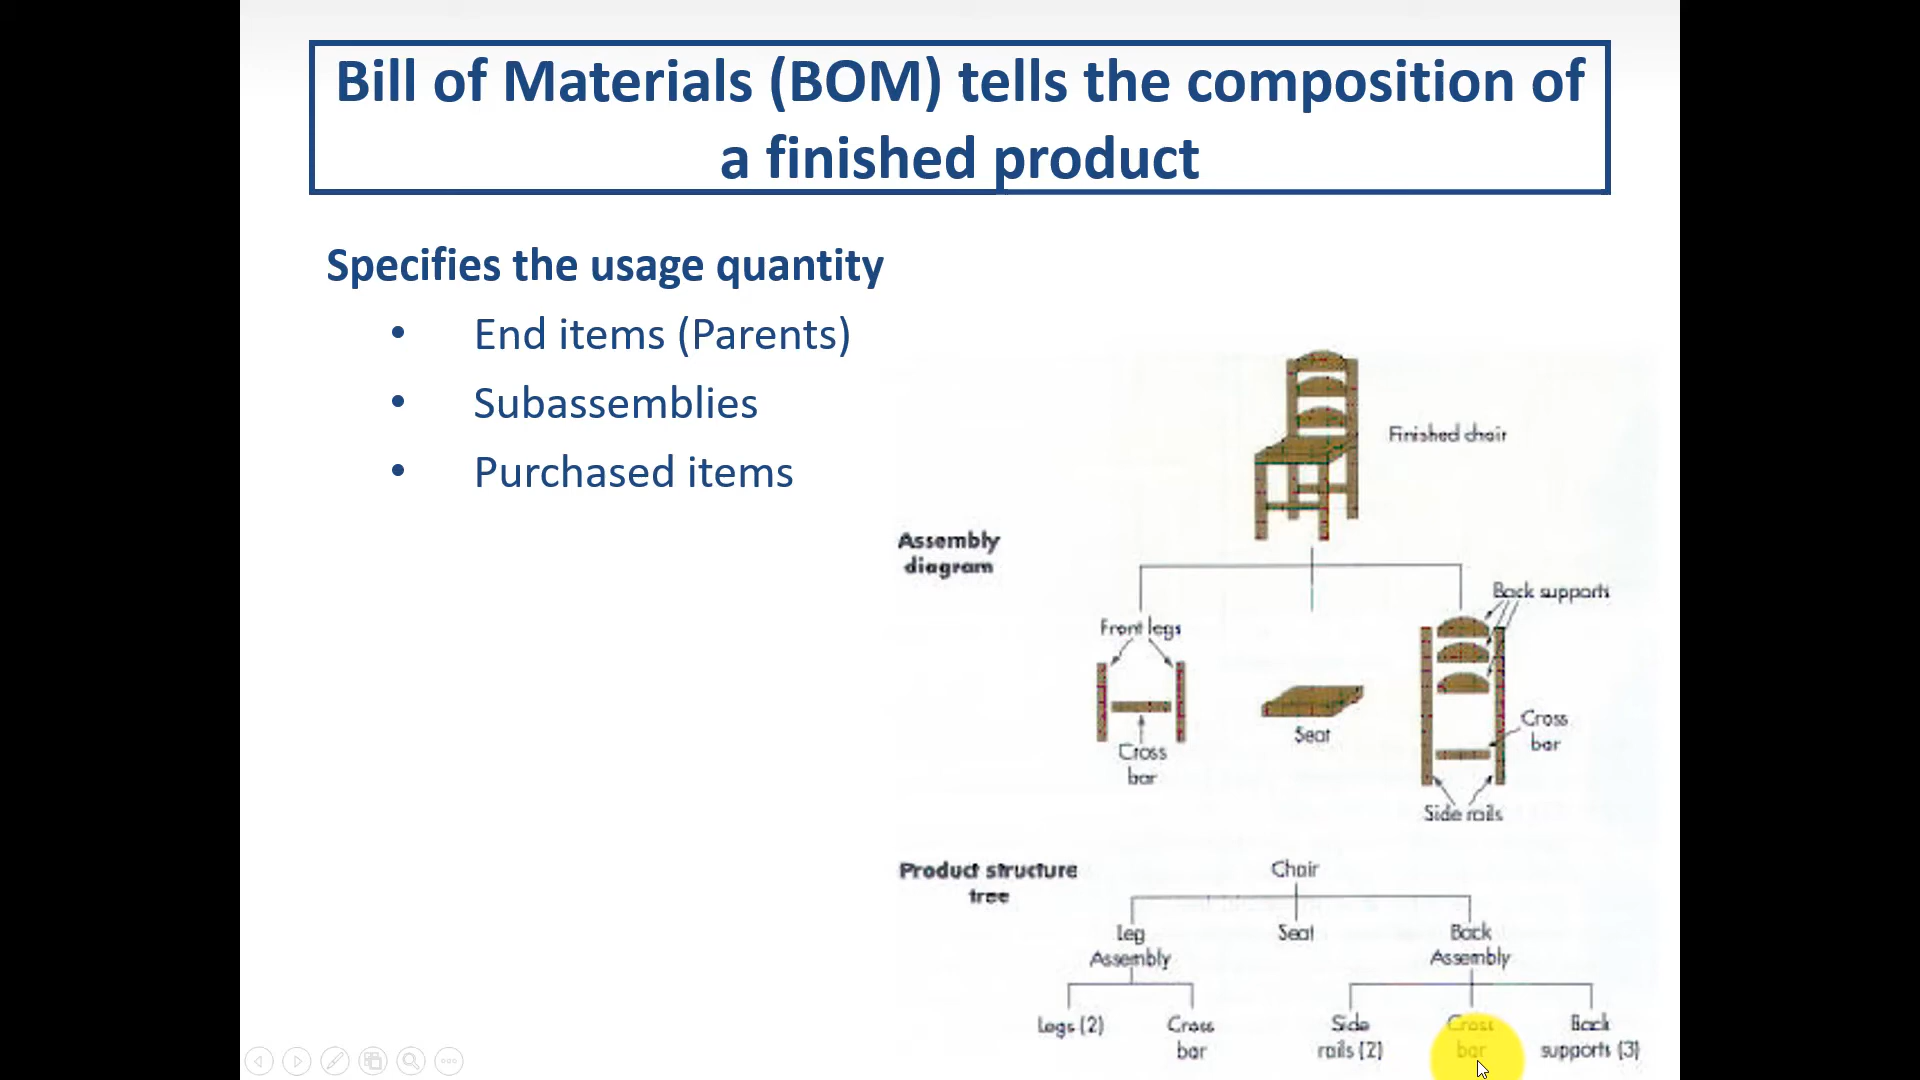 Bill of Materials (BOM) tells the composition of
a finished product
Specifies the usage quantity
• End items (Parents)
• Subassemblies
• Purchased items
Finished chair
Assembly
diagram
Back supports
Front legs
Cross
bar
Seat
Cross
bar
Side rails
Product structure
tree
Chair
Leg
Assembly
Seat
Back
Assembly
Legs (2)
Cross
bar
Side
rails (2)
Cross
bar
Back
supports (3)